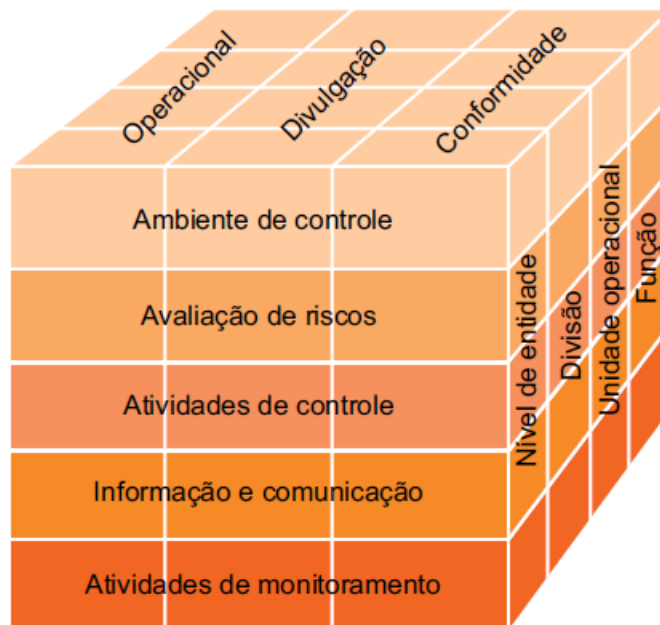 Operacional
Divulgação
Conformidade
Ambiente de controle
Avaliação de riscos
Atividades de controle
Informação e comunicação
Atividades de monitoramento
Nível de entidade
Divisão
Unidade operacional
Função